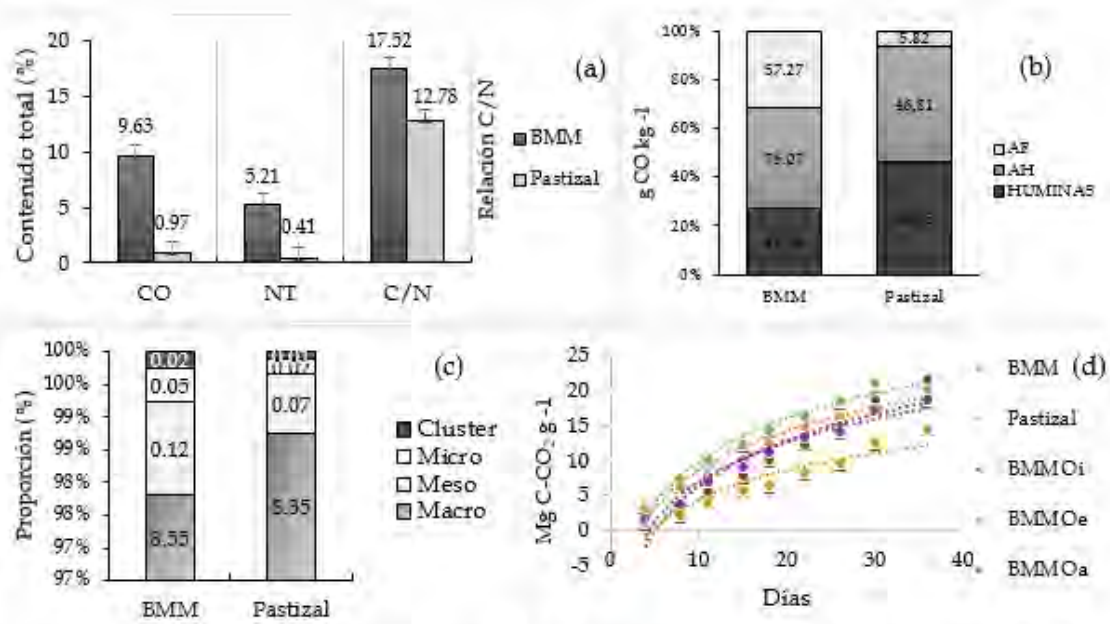 (a)
Contenido total (%)
20
15
10
5
0
9.63
0.97
5.21
0.41
17.52
12.78
CO
NT
C/N
Relación C/N
BMM
Pastizal
(b)
g CO kg -1
100%
80%
60%
40%
20%
0%
57.27
5.82
46.81
BMM
Pastizal
AF
AH
HUMINAS
(c)
Proporción (%)
100%
100%
99%
99%
98%
98%
97%
97%
0.02
0.05
0.12
8.55
0.07
BMM
Pastizal
Clúster
Micro
Meso
Macro
(d)
Mg C-CO₂ g -1
25
20
15
10
5
0
-5
0
10
20
30
40
Días
BMM
Pastizal
BMMOi
BMMOe
BMMOa